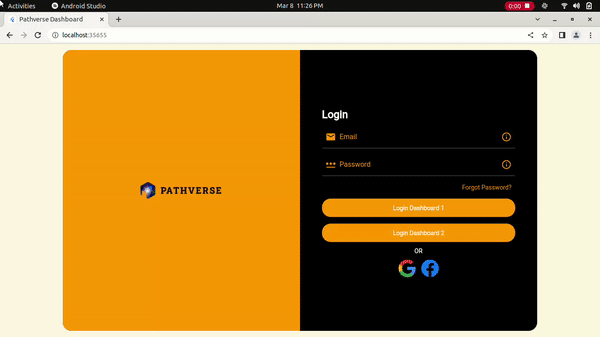 Activities
Android Studio
Mar 8 11:26 PM
0:00
Pathverse Dashboard
localhost:35655
PATHVERSE
Login
Email
Password
Forgot Password?
Login Dashboard 1
Login Dashboard 2
OR